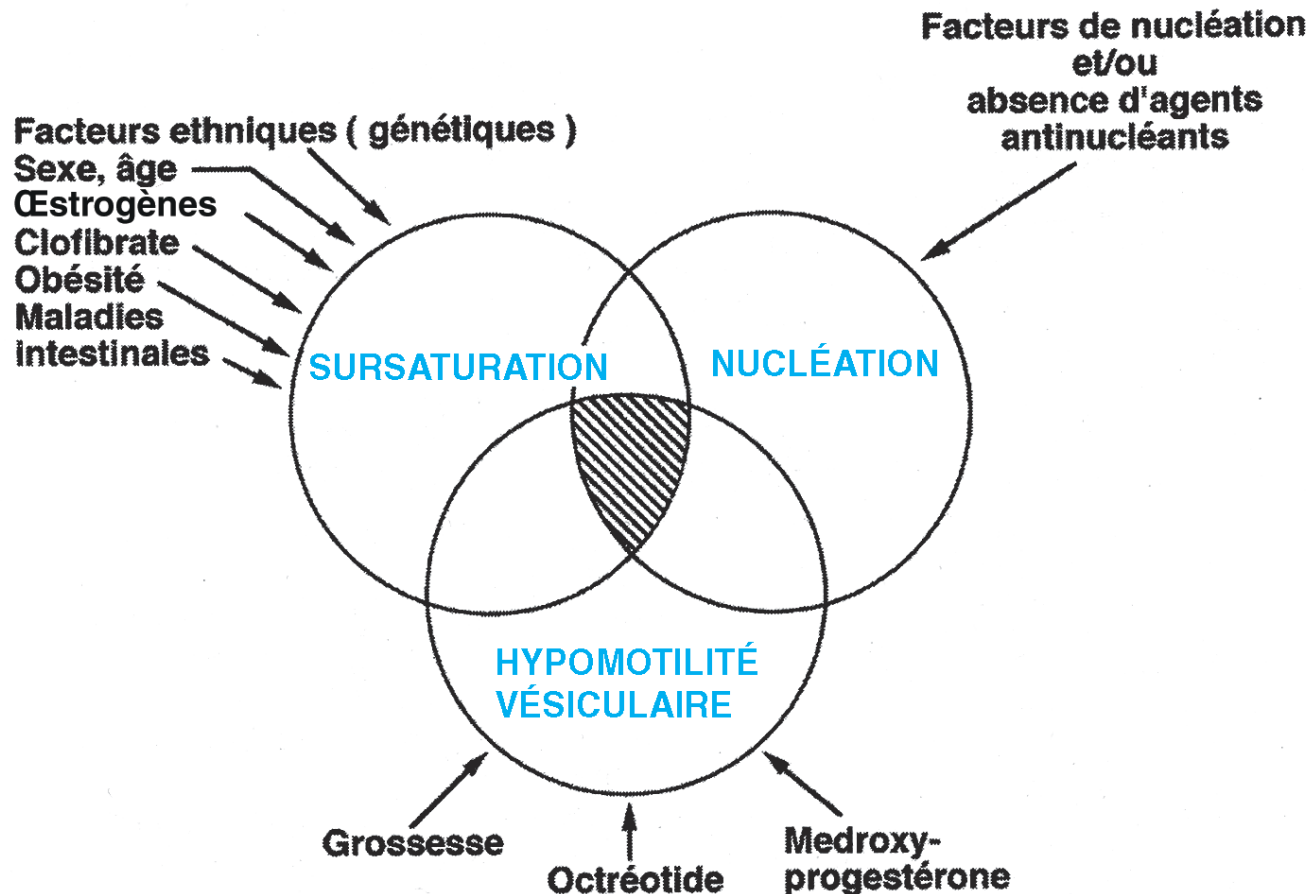 Facteurs de nucléation
et/ou
absence d'agents
antinucléants
Facteurs ethniques ( génétiques )
Sexe, âge
Œstrogènes
Clofibrate
Obésité
Maladies
intestinales
SURSATURATION
NUCLÉATION
HYPOMOTILITÉ
VÉSICULAIRE
Grossesse
Octréotide
Medroxy-
progestérone